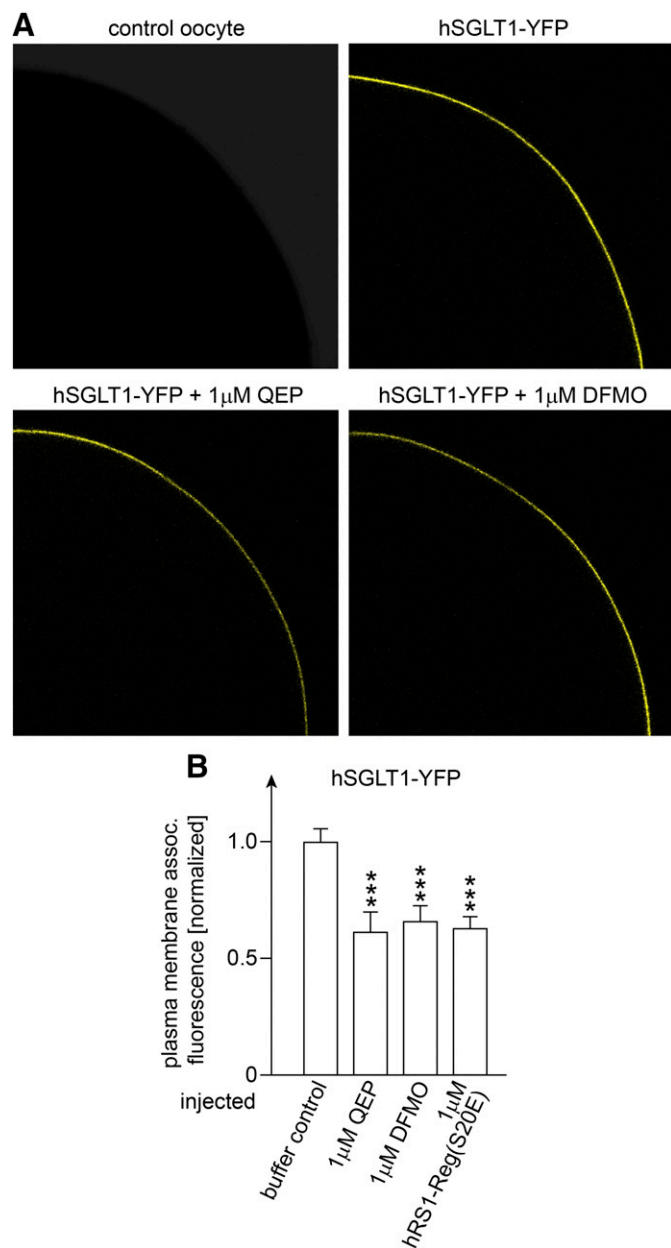 A
control oocyte
hSGLT1-YFP
hSGLT1-YFP + 1μM QEP
hSGLT1-YFP + 1μM DFMO
B
hSGLT1-YFP
plasma membrane assoc.
fluorescence [normalized]
1.0
0.5
0
***
***
***
injected
buffer control
1μM QEP
1μM DFMO
1μM
hRS1-Reg(S20E)